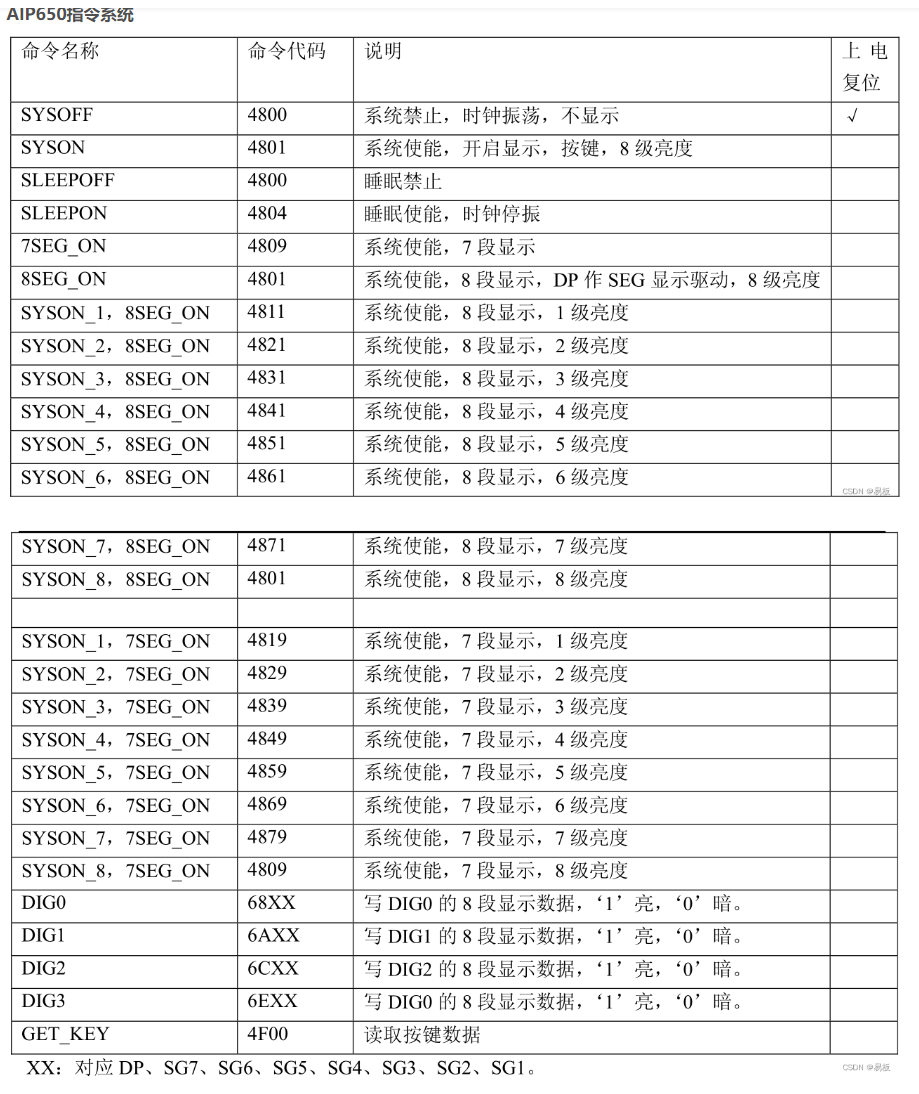 AIP650指令系统
命令名称 命令代码 说明 上 电
复位
SYSOFF 4800 系统禁止，时钟振荡，不显示 √
SYSON 4801 系统使能，开启显示，按键，8 级亮度
SLEEPOFF 4800 睡眠禁止
SLEEPON 4804 睡眠使能，时钟停振
7SEG_ON 4809 系统使能，7 段显示
8SEG_ON 4801 系统使能，8 段显示，DP 作 SEG 显示驱动，8 级亮度
SYSON_1，8SEG_ON 4811 系统使能，8 段显示，1 级亮度
SYSON_2，8SEG_ON 4821 系统使能，8 段显示，2 级亮度
SYSON_3，8SEG_ON 4831 系统使能，8 段显示，3 级亮度
SYSON_4，8SEG_ON 4841 系统使能，8 段显示，4 级亮度
SYSON_5，8SEG_ON 4851 系统使能，8 段显示，5 级亮度
SYSON_6，8SEG_ON 4861 系统使能，8 段显示，6 级亮度
CSDN @易板
SYSON_7，8SEG_ON 4871 系统使能，8 段显示，7 级亮度
SYSON_8，8SEG_ON 4801 系统使能，8 段显示，8 级亮度
SYSON_1，7SEG_ON 4819 系统使能，7 段显示，1 级亮度
SYSON_2，7SEG_ON 4829 系统使能，7 段显示，2 级亮度
SYSON_3，7SEG_ON 4839 系统使能，7 段显示，3 级亮度
SYSON_4，7SEG_ON 4849 系统使能，7 段显示，4 级亮度
SYSON_5，7SEG_ON 4859 系统使能，7 段显示，5 级亮度
SYSON_6，7SEG_ON 4869 系统使能，7 段显示，6 级亮度
SYSON_7，7SEG_ON 4879 系统使能，7 段显示，7 级亮度
SYSON_8，7SEG_ON 4809 系统使能，7 段显示，8 级亮度
DIG0 68XX 写 DIG0 的 8 段显示数据，‘1’亮，‘0’暗。
DIG1 6AXX 写 DIG1 的 8 段显示数据，‘1’亮，‘0’暗。
DIG2 6CXX 写 DIG2 的 8 段显示数据，‘1’亮，‘0’暗。
DIG3 6EXX 写 DIG0 的 8 段显示数据，‘1’亮，‘0’暗。
GET_KEY 4F00 读取按键数据
XX：对应 DP、SG7、SG6、SG5、SG4、SG3、SG2、SG1。
CSDN @易板